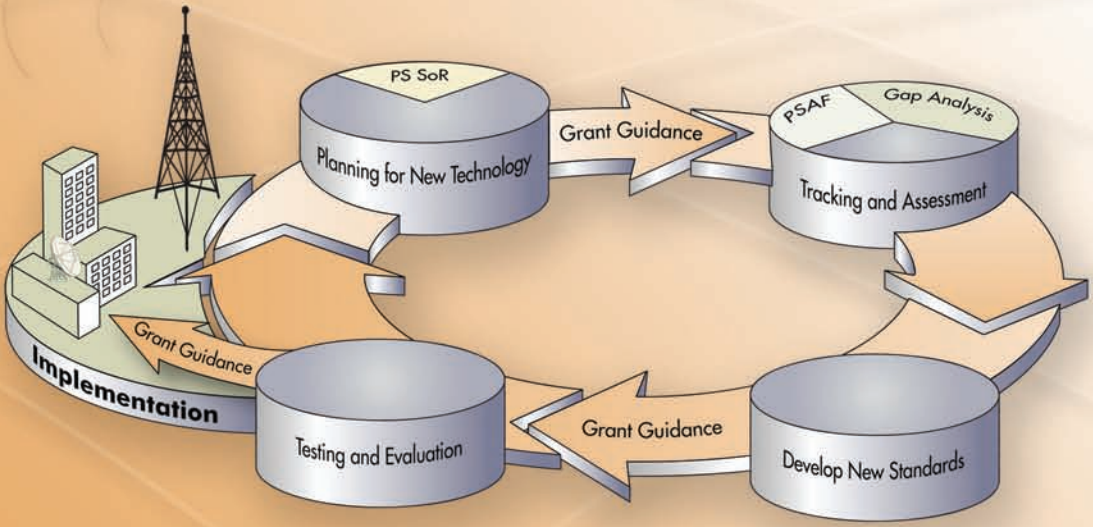 PS SoR
Planning for New Technology
Grant Guidance
PSAF
Gap Analysis
Tracking and Assessment
Grant Guidance
Implementation
Testing and Evaluation
Grant Guidance
Develop New Standards